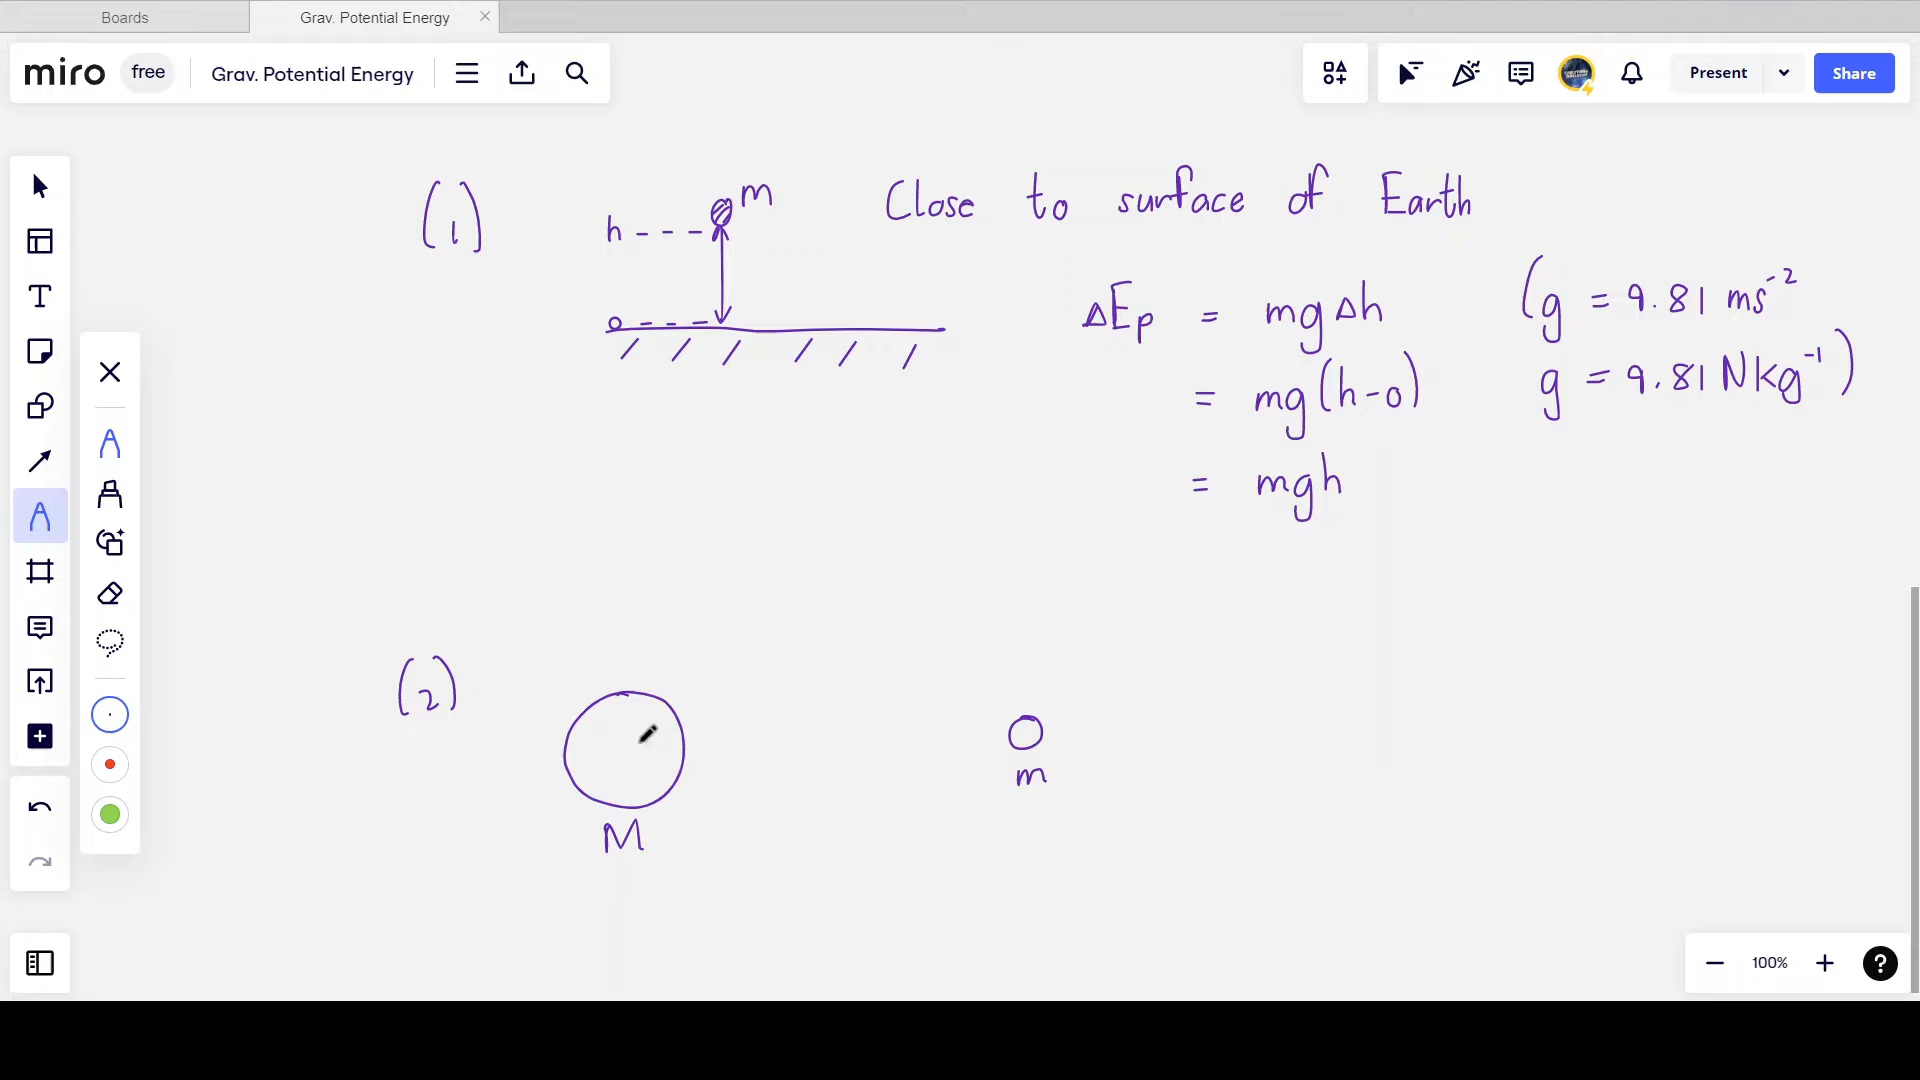 Boards
Grav. Potential Energy
miro free Grav. Potential Energy
Present
Share
(1)
m
h
0
Close to surface of Earth
ΔEp = mgΔh
= mg(h-0)
= mgh
(g = 9.81 ms⁻²
g = 9.81 Nkg⁻¹)
(2)
M
m
100%